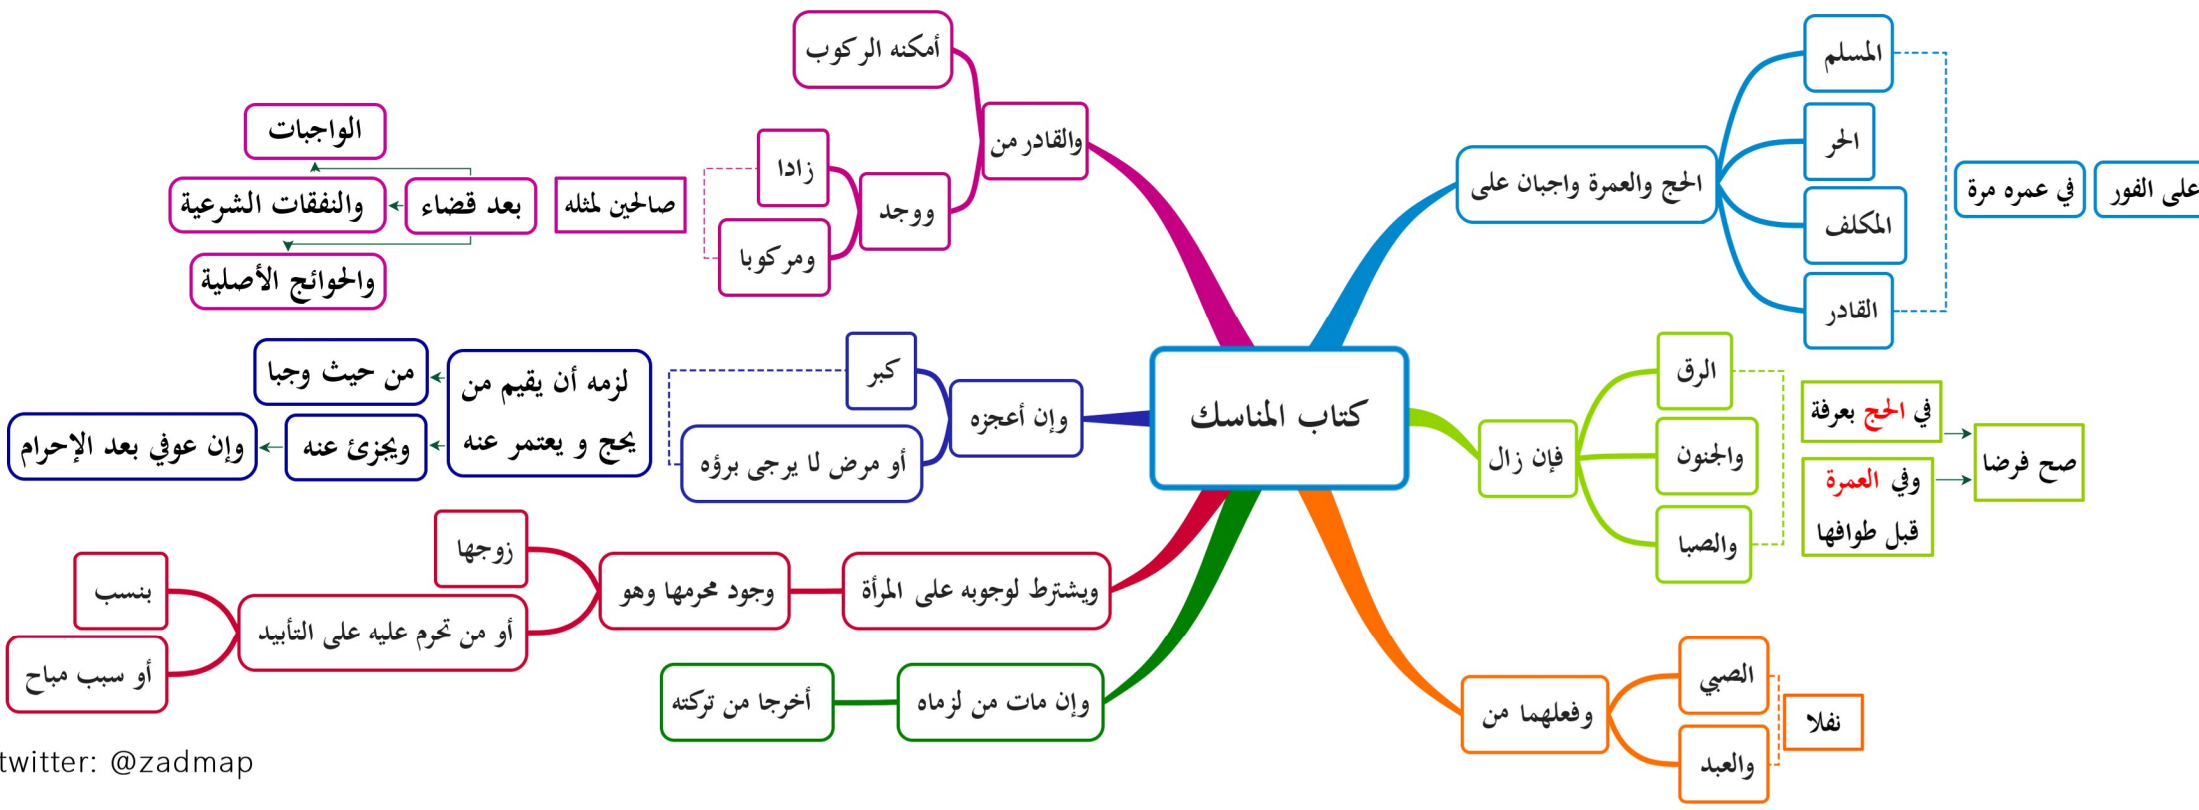 كتاب المناسك
الحج والعمرة واجبان على
المسلم
الحر
المكلف
القادر
في عمره مرة
على الفور
فإن زال
الرق
والجنون
والصبا
في الحج بعرفة
وفي العمرة
قبل طوافها
صح فرضا
وفعلهما من
الصبي
والعبد
نفلا
والقادر من
أمكنه الركوب
ووجد
زادا
ومركوبا
صالحين لمثله
بعد قضاء
الواجبات
والنفقات الشرعية
والحوائج الأصلية
وإن أعجزه
كبر
أو مرض لا يرجى برؤه
لزمه أن يقيم من
يحج و يعتمر عنه
من حيث وجبا
ويجزئ عنه
وإن عوفي بعد الإحرام
ويشترط لوجوبه على المرأة
وجود محرمها وهو
زوجها
أو من تحرم عليه على التأبيد
بنسب
أو سبب مباح
وإن مات من لزماه
أخرجا من تركته
twitter: @zadmap